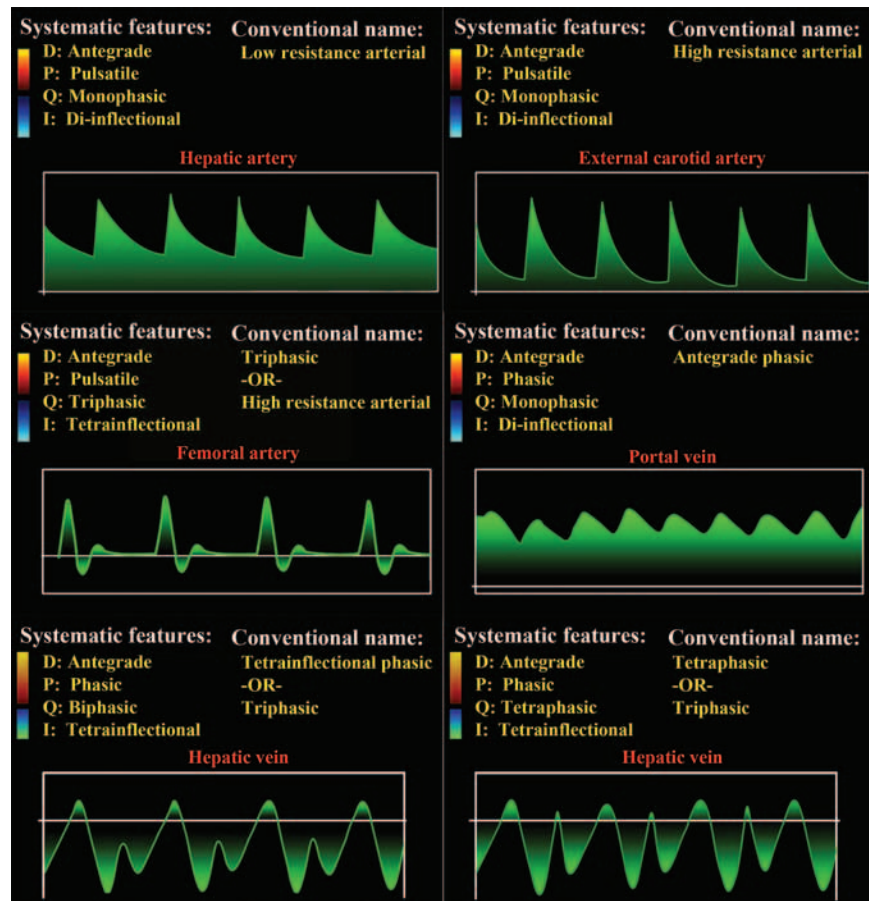 Systematic features:
D: Antegrade
P: Pulsatile
Q: Monophasic
I: Di-inflectional
Conventional name:
Low resistance arterial
Hepatic artery
Systematic features:
D: Antegrade
P: Pulsatile
Q: Monophasic
I: Di-inflectional
Conventional name:
High resistance arterial
External carotid artery
Systematic features:
D: Antegrade
P: Pulsatile
Q: Triphasic
I: Tetrainflectional
Conventional name:
Triphasic
-OR-
High resistance arterial
Femoral artery
Systematic features:
D: Antegrade
P: Phasic
Q: Monophasic
I: Di-inflectional
Conventional name:
Antegrade phasic
Portal vein
Systematic features:
D: Antegrade
P: Phasic
Q: Biphasic
I: Tetrainflectional
Conventional name:
Tetrainflectional phasic
-OR-
Triphasic
Hepatic vein
Systematic features:
D: Antegrade
P: Phasic
Q: Tetraphasic
I: Tetrainflectional
Conventional name:
Tetraphasic
-OR-
Triphasic
Hepatic vein